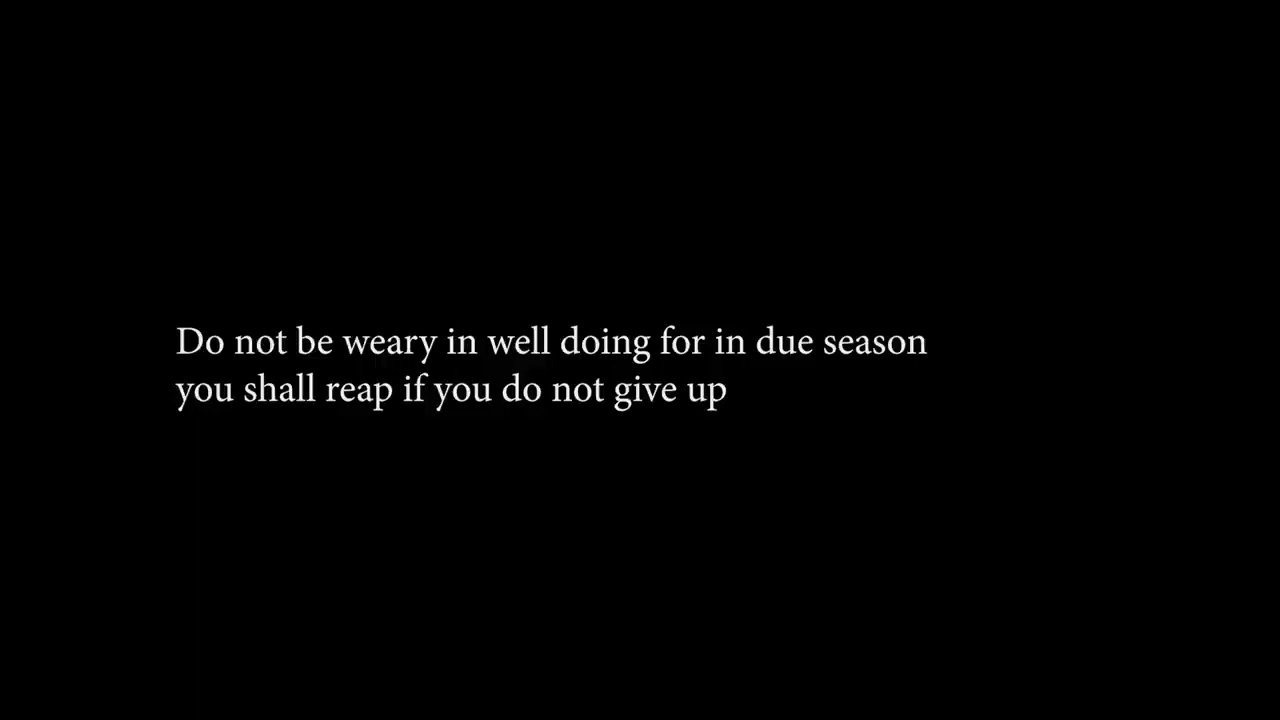 Do not be weary in well doing for in due season
you shall reap if you do not give up